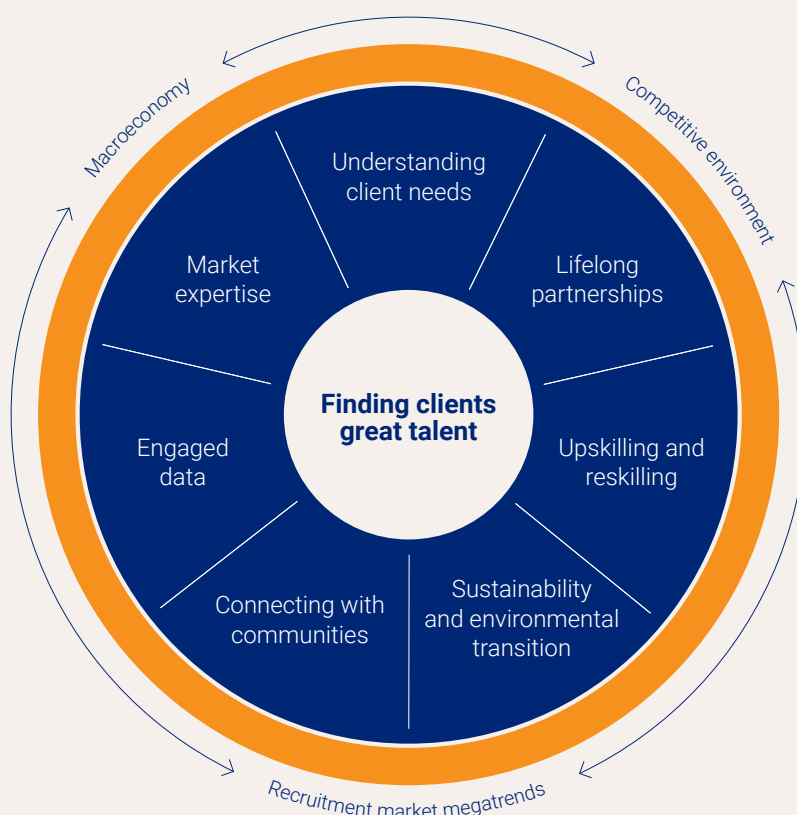 Macroeconomy
Competitive environment
Understanding
client needs
Market
expertise
Lifelong
partnerships
Finding clients
great talent
Engaged
data
Upskilling and
reskilling
Connecting with
communities
Sustainability
and environmental
transition
Recruitment market megatrends